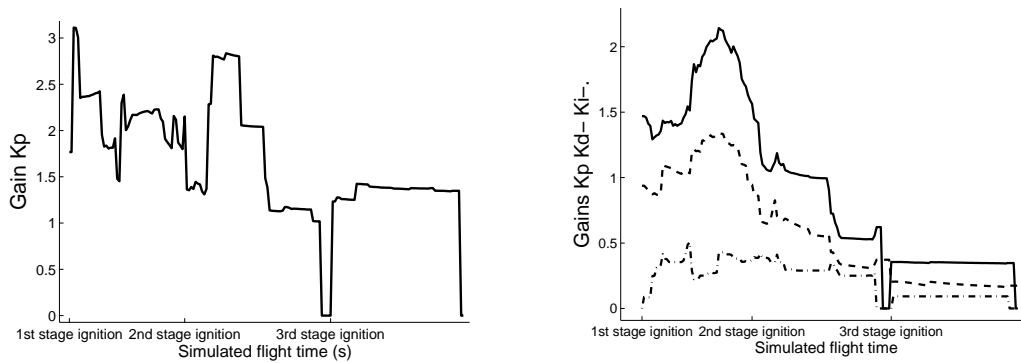 Gain Kp
3
2.5
2
1.5
1
0.5
0
1st stage ignition 2nd stage ignition 3rd stage ignition
Simulated flight time (s)
Gains Kp Kd-- Ki-.
2
1.5
1
0.5
0
1st stage ignition 2nd stage ignition 3rd stage ignition
Simulated flight time